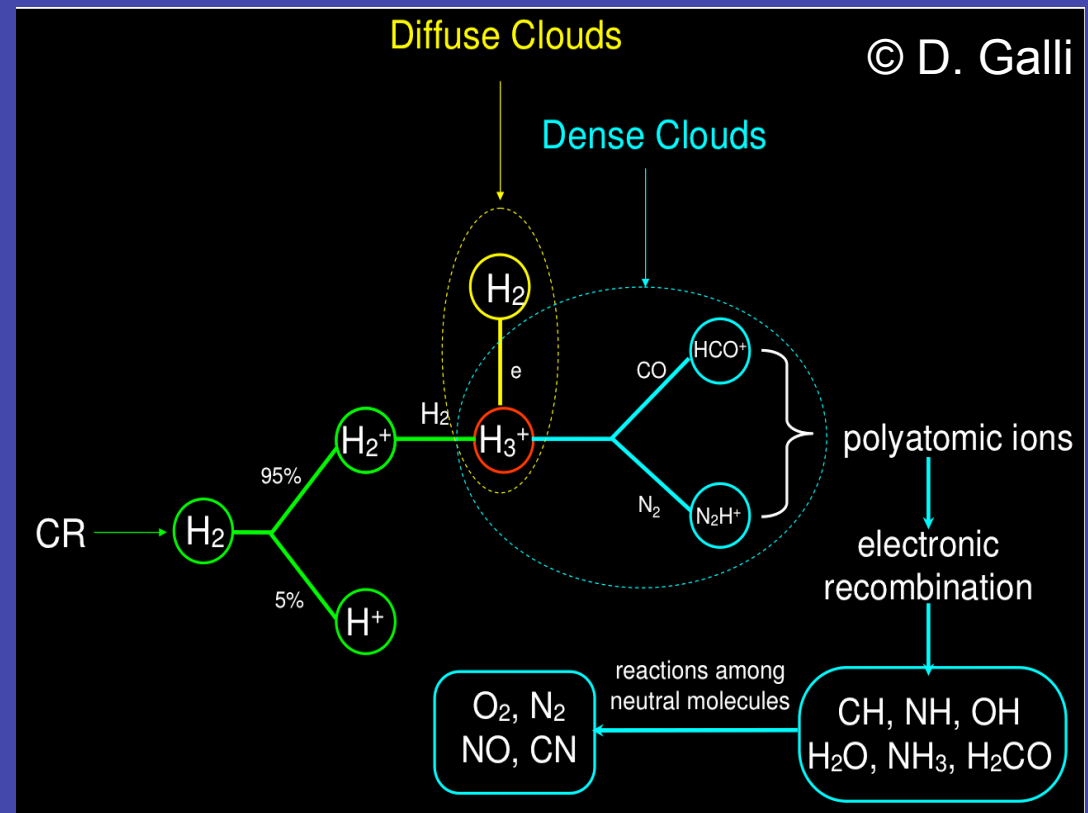 Diffuse Clouds
© D. Galli
Dense Clouds
H₂
e
CO
HCO⁺
H₂
H₂⁺
H₃⁺
polyatomic ions
95%
N₂
N₂H⁺
CR
H₂
electronic
recombination
5%
H⁺
reactions among
neutral molecules
O₂, N₂
NO, CN
CH, NH, OH
H₂O, NH₃, H₂CO